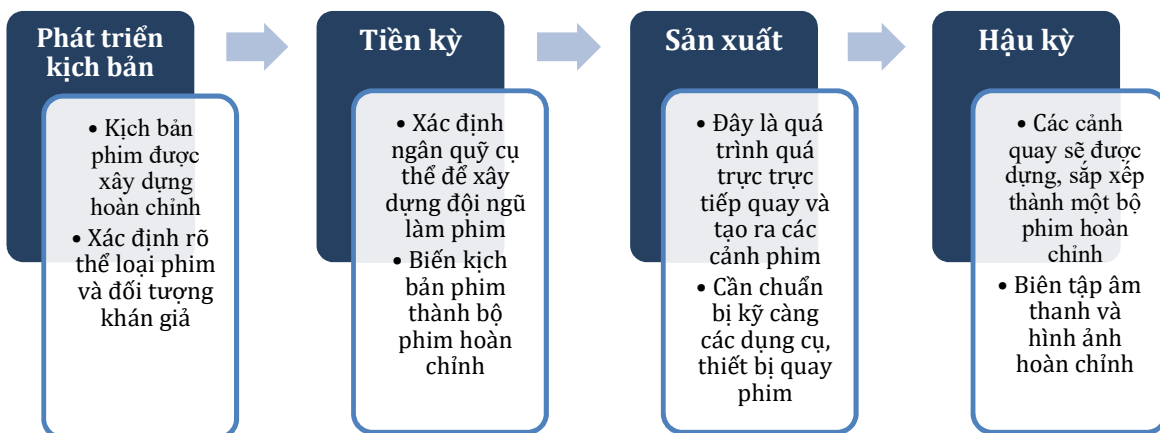 Phát triển
kịch bản
• Kịch bản
phim được
xây dựng
hoàn chỉnh
• Xác định rõ
thể loại phim
và đối tượng
khán giả
Tiền kỳ
• Xác định
ngân quỹ cụ
thể để xây
dựng đội ngũ
làm phim
• Biến kịch
bản phim
thành bộ
phim hoàn
chỉnh
Sản xuất
• Đây là quá
trình quá
trực trực
tiếp quay và
tạo ra các
cảnh phim
• Cần chuẩn
bị kỹ càng
các dụng cụ,
thiết bị quay
phim
Hậu kỳ
• Các cảnh
quay sẽ được
dựng, sắp xếp
thành một bộ
phim hoàn
chỉnh
• Biên tập âm
thanh và
hình ảnh
hoàn chỉnh